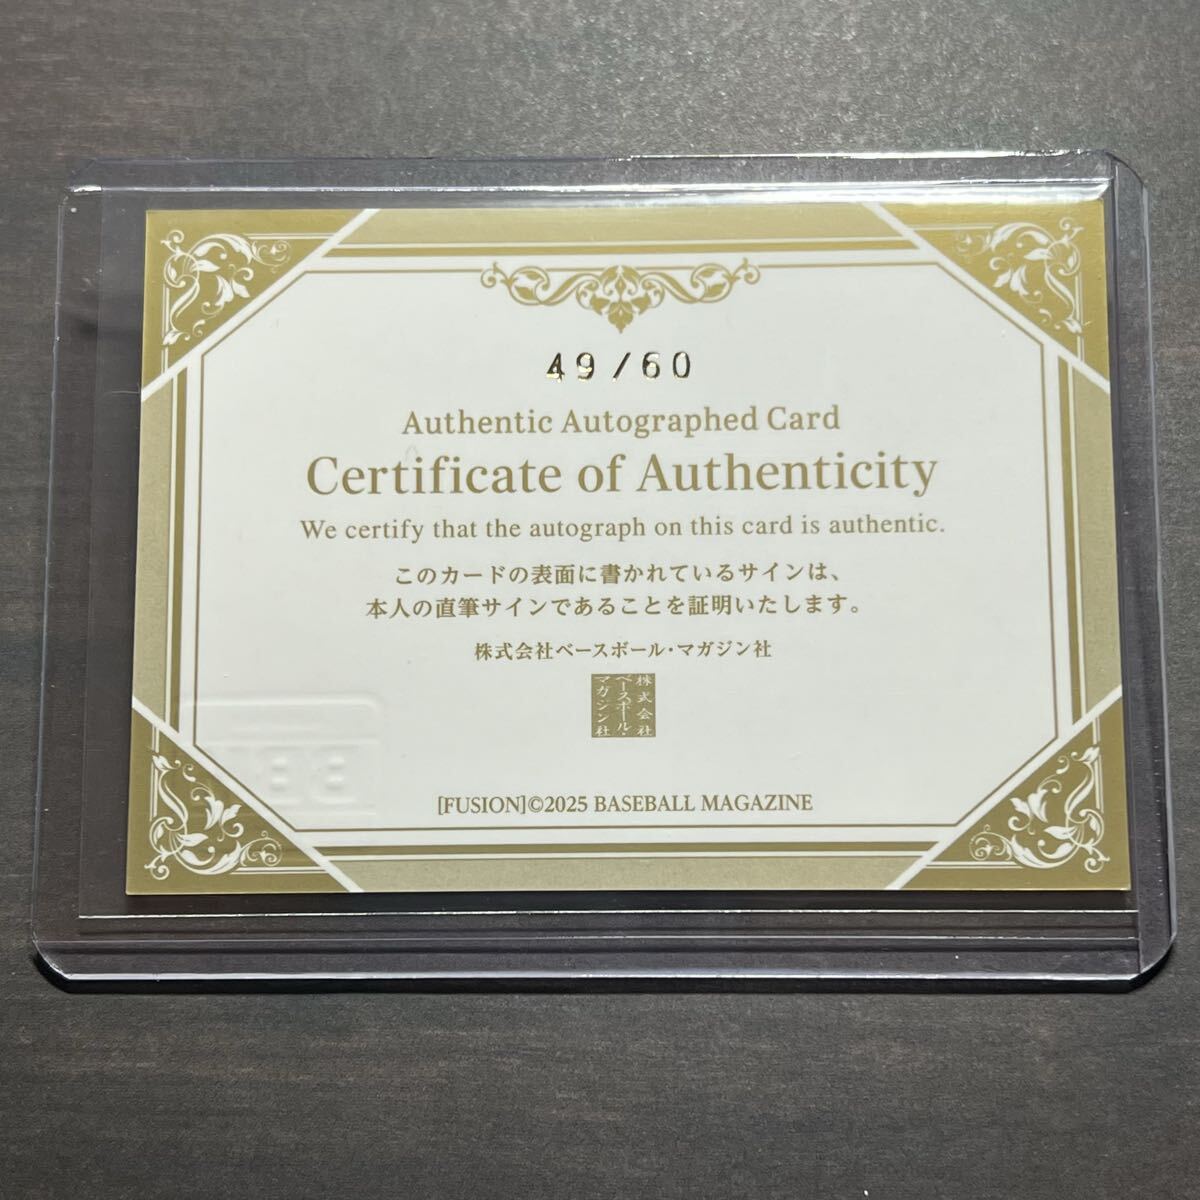 49/60
Authentic Autographed Card
Certificate of Authenticity
We certify that the autograph on this card is authentic.
このカードの表面に書かれているサインは、
本人の直筆サインであることを証明いたします。
株式会社ベースボール・マガジン社
株式会社
ベースボール・
マガジン社
BB
[FUSION]©2025 BASEBALL MAGAZINE